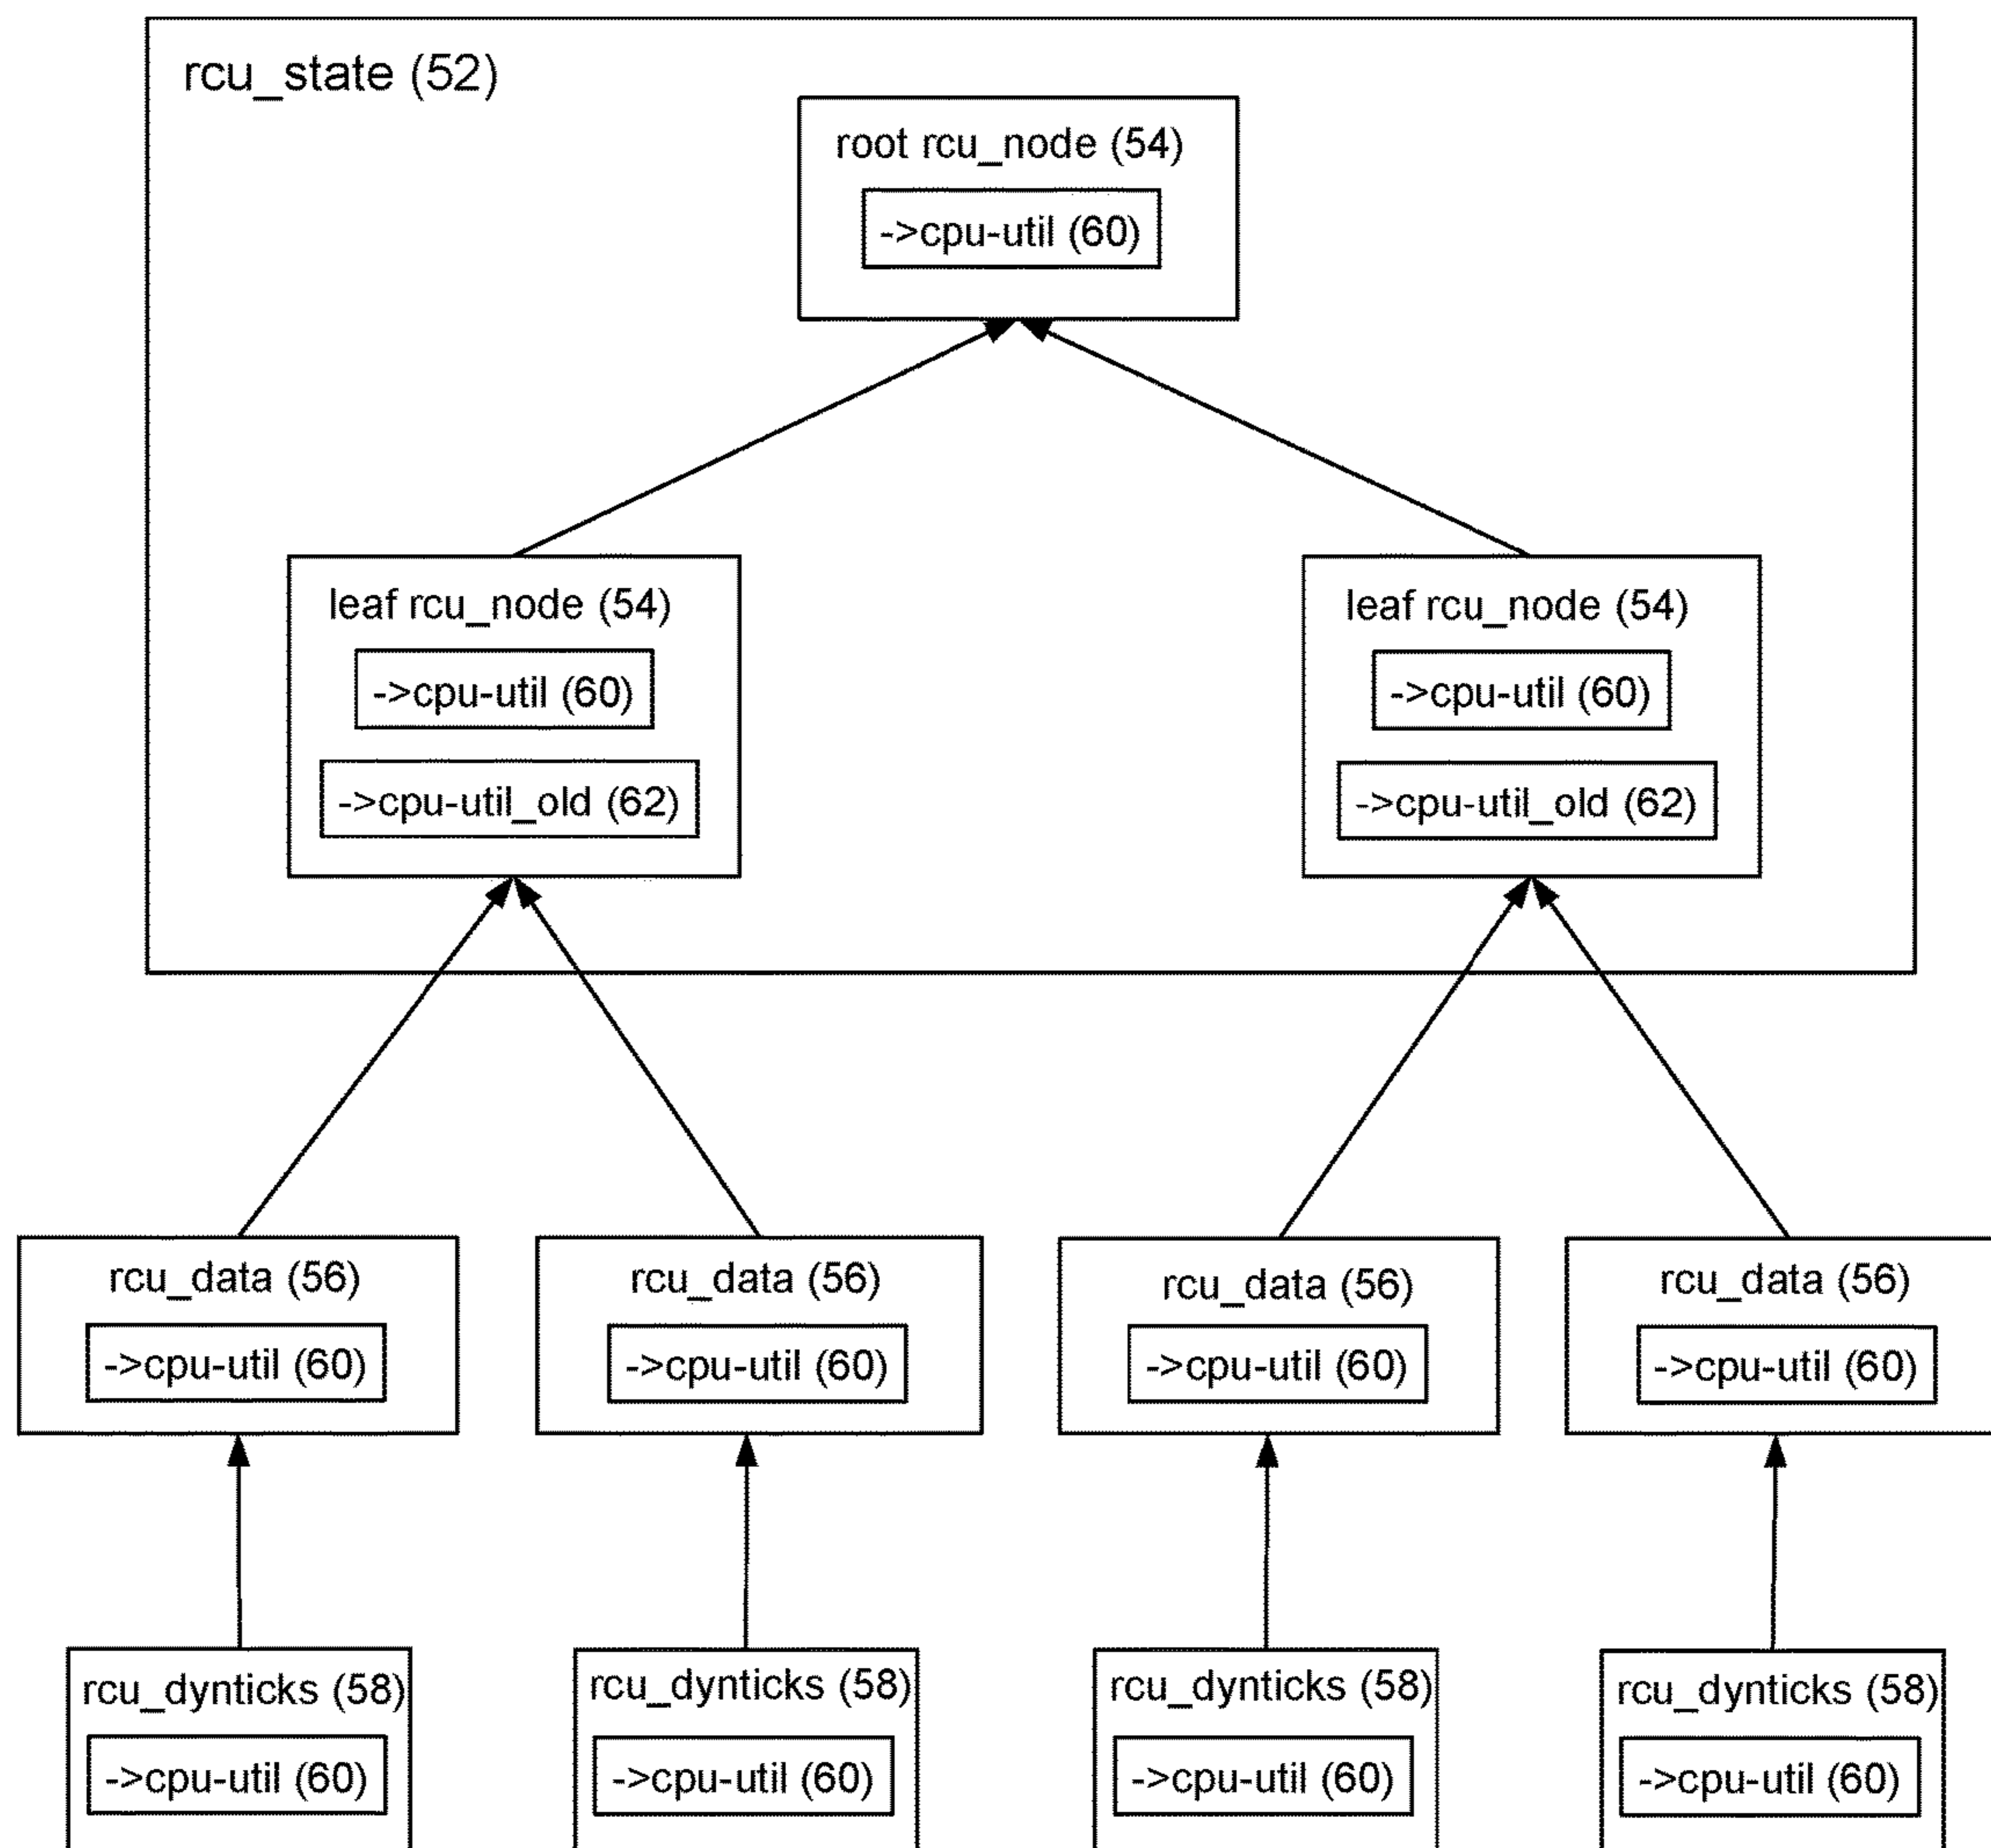 rcu_state (52)
root rcu_node (54)
->cpu-util (60)
leaf rcu_node (54)
->cpu-util (60)
->cpu-util_old (62)
leaf rcu_node (54)
->cpu-util (60)
->cpu-util_old (62)
rcu_data (56)
->cpu-util (60)
rcu_data (56)
->cpu-util (60)
rcu_data (56)
->cpu-util (60)
rcu_data (56)
->cpu-util (60)
rcu_dynticks (58)
->cpu-util (60)
rcu_dynticks (58)
->cpu-util (60)
rcu_dynticks (58)
->cpu-util (60)
rcu_dynticks (58)
->cpu-util (60)